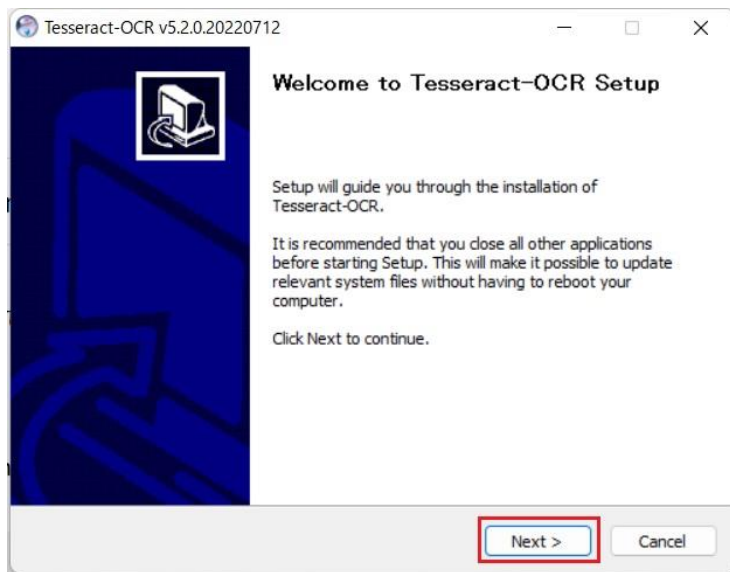 Tesseract-OCR v5.2.0.20220712
Welcome to Tesseract-OCR Setup
Setup will guide you through the installation of
Tesseract-OCR.
It is recommended that you close all other applications
before starting Setup. This will make it possible to update
relevant system files without having to reboot your
computer.
Click Next to continue.
Next >
Cancel